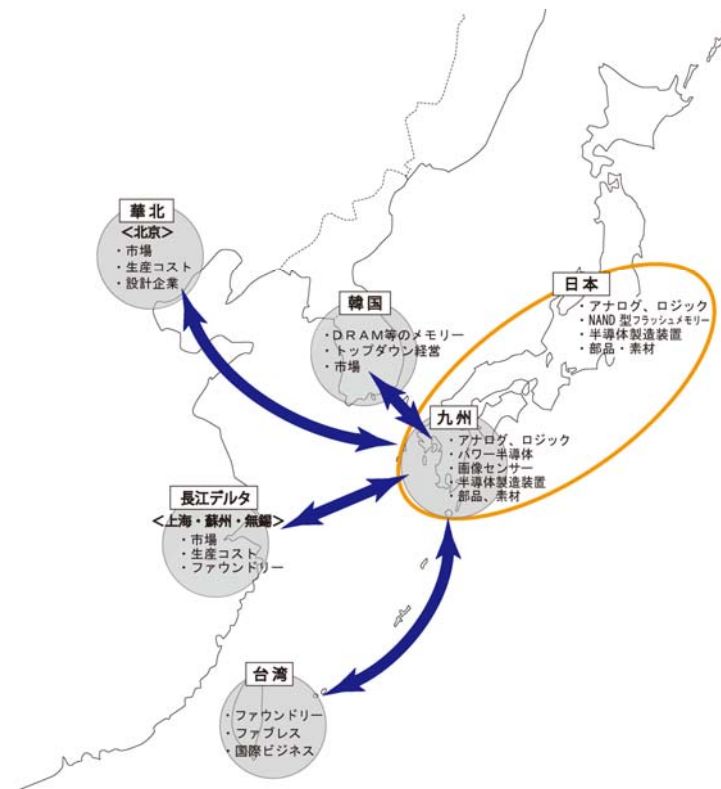 華北
＜北京＞
・市場
・生産コスト
・設計企業
韓国
・ＤＲＡＭ等のメモリー
・トップダウン経営
・市場
日本
・アナログ、ロジック
・NAND型フラッシュメモリー
・半導体製造装置
・部品・素材
九州
・アナログ、ロジック
・パワー半導体
・画像センサー
・半導体製造装置
・部品、素材
長江デルタ
＜上海・蘇州・無錫＞
・市場
・生産コスト
・ファウンドリー
台湾
・ファウンドリー
・ファブレス
・国際ビジネス